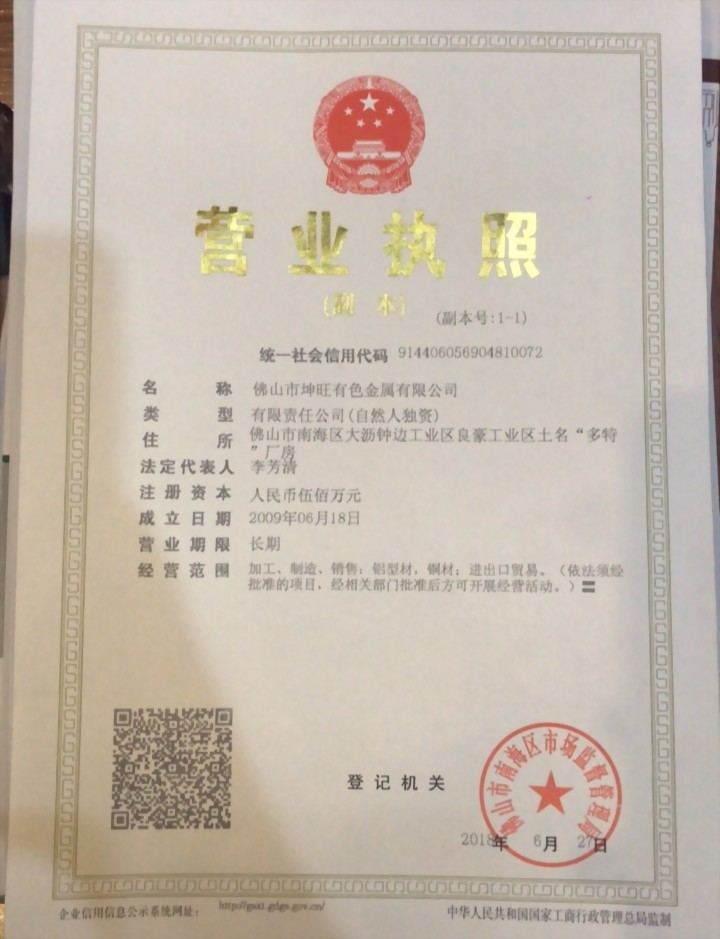 营业执照
(副 本)
(副本号:1-1)
统一社会信用代码 914406056904810072
名 称 佛山市坤旺有色金属有限公司
类 型 有限责任公司(自然人独资)
住 所 佛山市南海区大沥钟边工业区良豪工业区土名“多特
”厂房
法定代表人 李芳清
注册资本 人民币伍佰万元
成立日期 2009年06月18日
营业期限 长期
经营范围 加工、制造、销售：铝型材，铜材；进出口贸易。（依法须经
批准的项目，经相关部门批准后方可开展经营活动。）〓
登记机关
佛山市南海区市场监督管理局
2018年 6月 27日
企业信用信息公示系统网址： http://gsxt.gdgs.gov.cn/
中华人民共和国国家工商行政管理总局监制